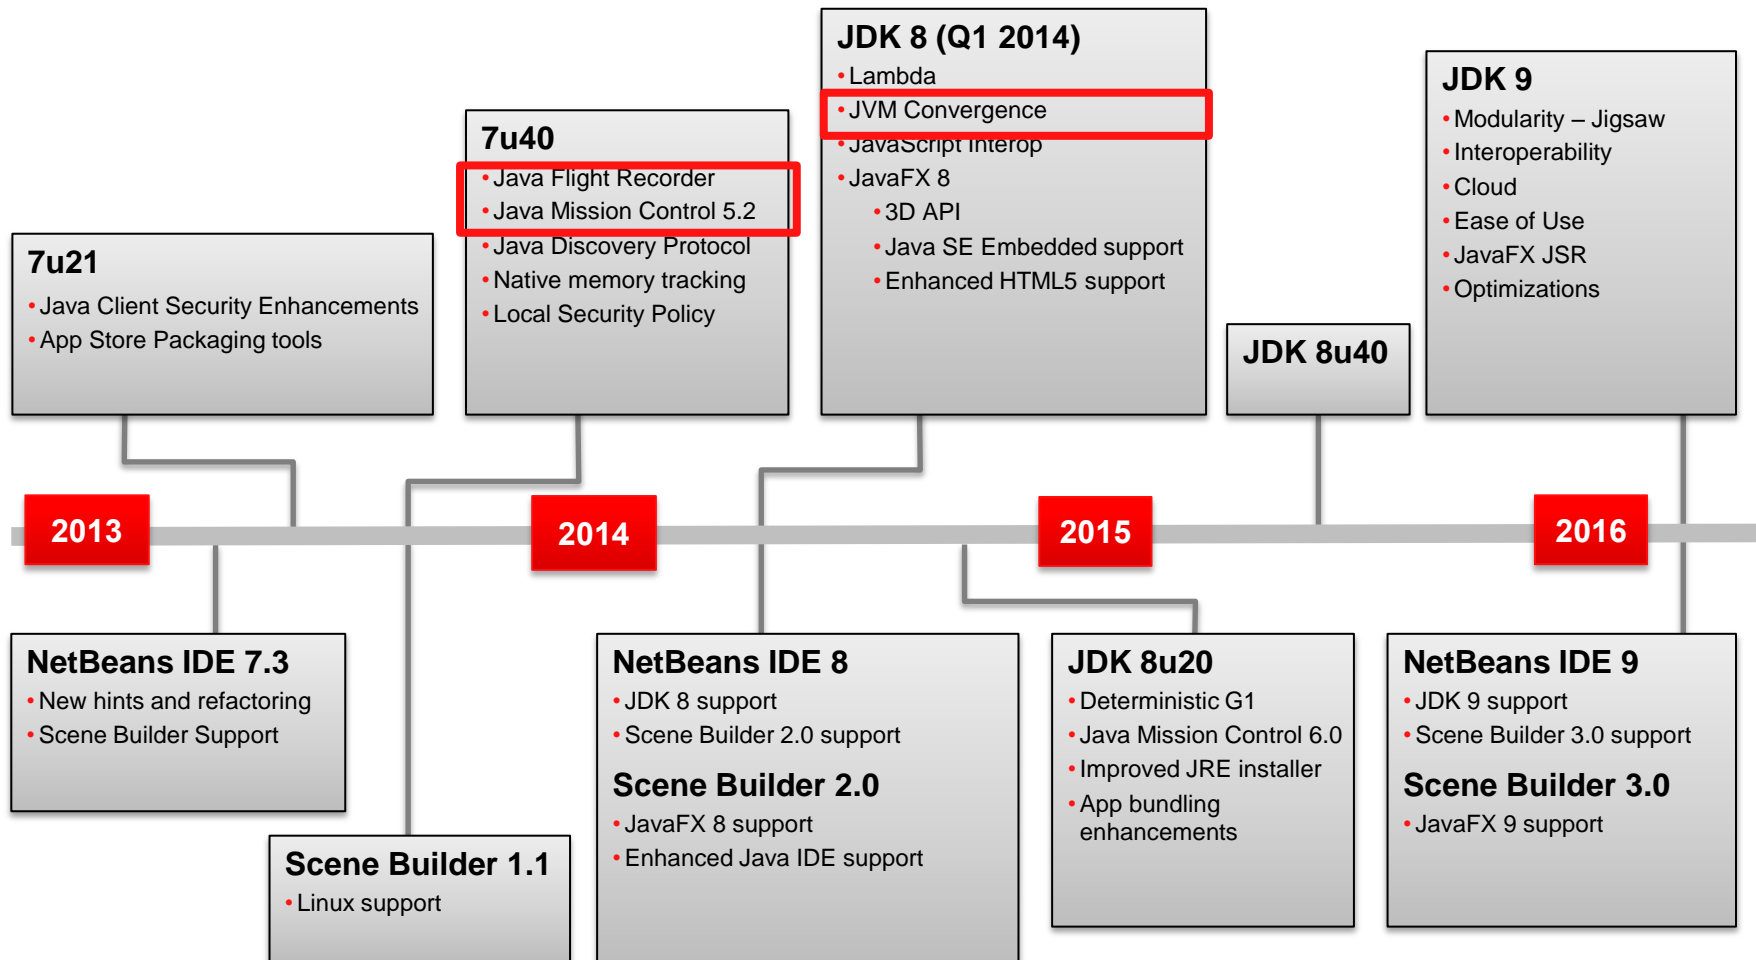 7u21
• Java Client Security Enhancements
• App Store Packaging tools
7u40
• Java Flight Recorder
• Java Mission Control 5.2
• Java Discovery Protocol
• Native memory tracking
• Local Security Policy
JDK 8 (Q1 2014)
• Lambda
• JVM Convergence
• JavaScript Interop
• JavaFX 8
• 3D API
• Java SE Embedded support
• Enhanced HTML5 support
JDK 8u40
JDK 9
• Modularity – Jigsaw
• Interoperability
• Cloud
• Ease of Use
• JavaFX JSR
• Optimizations
2013
2014
2015
2016
NetBeans IDE 7.3
• New hints and refactoring
• Scene Builder Support
Scene Builder 1.1
• Linux support
NetBeans IDE 8
• JDK 8 support
• Scene Builder 2.0 support
Scene Builder 2.0
• JavaFX 8 support
• Enhanced Java IDE support
JDK 8u20
• Deterministic G1
• Java Mission Control 6.0
• Improved JRE installer
• App bundling
enhancements
NetBeans IDE 9
• JDK 9 support
• Scene Builder 3.0 support
Scene Builder 3.0
• JavaFX 9 support